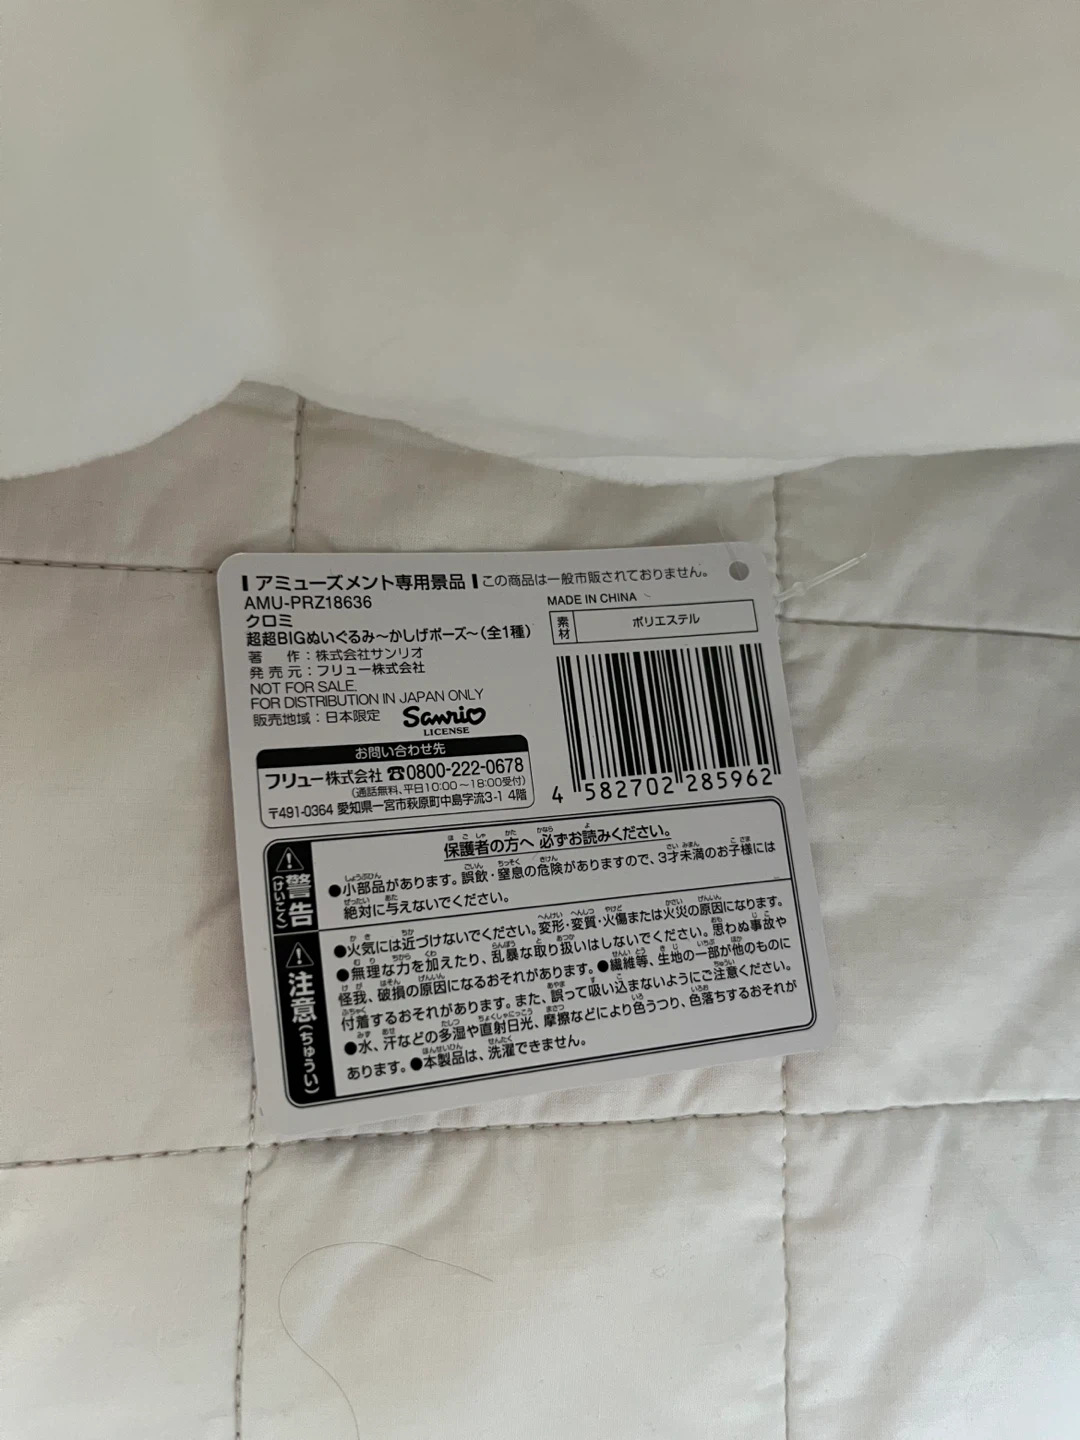 アミューズメント専用景品 この商品は一般市販されておりません。
AMU-PRZ18636
クロミ
超超BIGぬいぐるみ〜かしげポーズ〜(全1種)
著 作：株式会社サンリオ
発 売 元：フリュー株式会社
NOT FOR SALE.
FOR DISTRIBUTION IN JAPAN ONLY
販売地域：日本限定
Sanrio
LICENSE
MADE IN CHINA
素材 ポリエステル
4 582702 285962
お問い合わせ先
フリュー株式会社 ☎0800-222-0678
(通話無料、平日10:00〜18:00受付)
〒491-0364 愛知県一宮市萩原町中島字流3-1 4階
警告(けいこく)
保護者の方へ 必ずお読みください。
●小部品があります。誤飲・窒息の危険がありますので、3才未満のお子様には
絶対に与えないでください。
注意(ちゅうい)
●火気には近づけないでください。変形・変質・火傷または火災の原因になります。
●無理な力を加えたり、乱暴な取り扱いはしないでください。思わぬ事故や
怪我、破損の原因になるおそれがあります。●繊維等、生地の一部が他のものに
付着するおそれがあります。また、誤って吸い込まないようにご注意ください。
●水、汗などの多湿や直射日光、摩擦などにより色うつり、色落ちするおそれが
あります。●本製品は、洗濯できません。